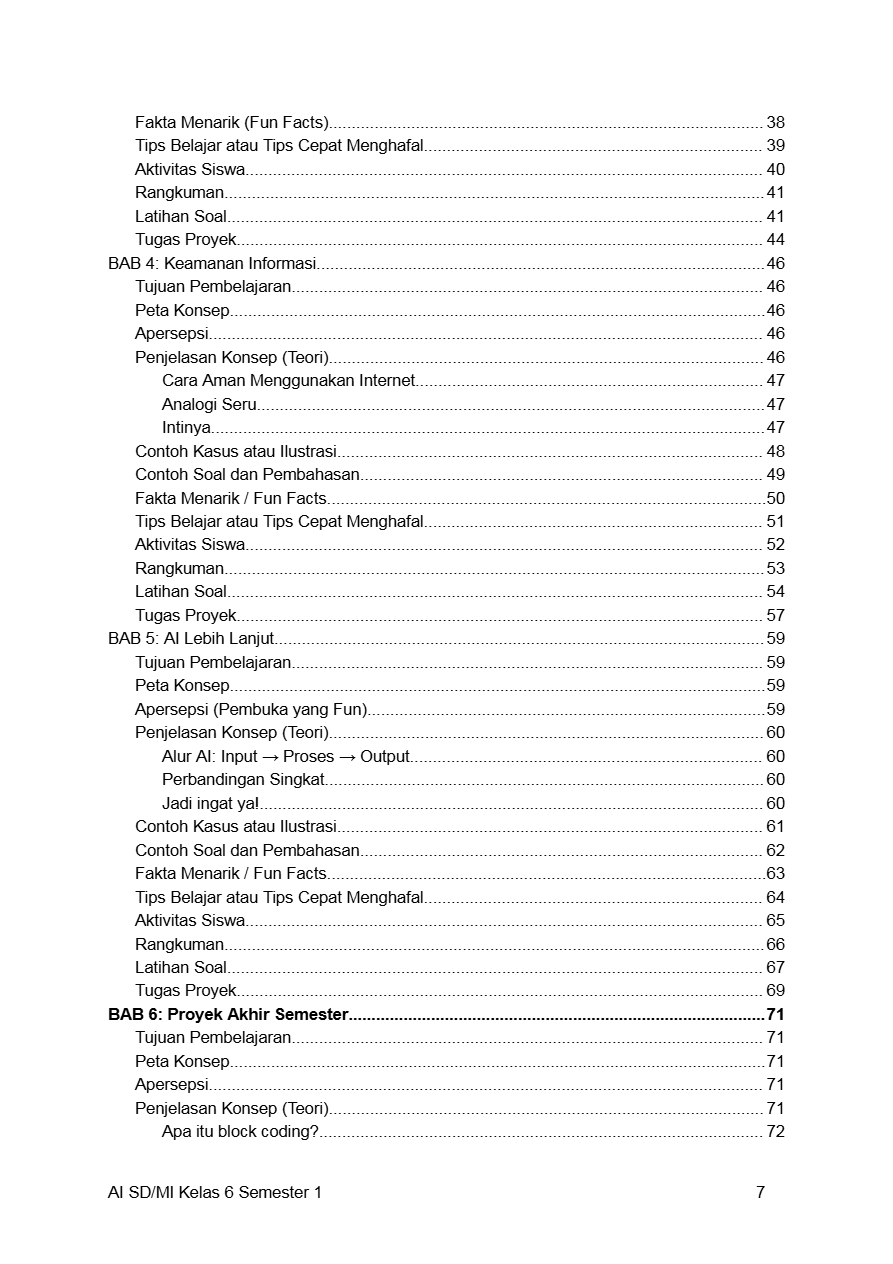 Fakta Menarik (Fun Facts)........................ 38
Tips Belajar atau Tips Cepat Menghafal........................ 39
Aktivitas Siswa........................ 40
Rangkuman........................ 41
Latihan Soal........................ 41
Tugas Proyek........................ 44
BAB 4: Keamanan Informasi........................ 46
Tujuan Pembelajaran........................ 46
Peta Konsep........................ 46
Apersepsi........................ 46
Penjelasan Konsep (Teori)........................ 46
Cara Aman Menggunakan Internet........................ 47
Analogi Seru........................ 47
Intinya........................ 47
Contoh Kasus atau Ilustrasi........................ 48
Contoh Soal dan Pembahasan........................ 49
Fakta Menarik / Fun Facts........................ 50
Tips Belajar atau Tips Cepat Menghafal........................ 51
Aktivitas Siswa........................ 52
Rangkuman........................ 53
Latihan Soal........................ 54
Tugas Proyek........................ 57
BAB 5: AI Lebih Lanjut........................ 59
Tujuan Pembelajaran........................ 59
Peta Konsep........................ 59
Apersepsi (Pembuka yang Fun)........................ 59
Penjelasan Konsep (Teori)........................ 60
Alur AI: Input → Proses → Output........................ 60
Perbandingan Singkat........................ 60
Jadi ingat ya!........................ 60
Contoh Kasus atau Ilustrasi........................ 61
Contoh Soal dan Pembahasan........................ 62
Fakta Menarik / Fun Facts........................ 63
Tips Belajar atau Tips Cepat Menghafal........................ 64
Aktivitas Siswa........................ 65
Rangkuman........................ 66
Latihan Soal........................ 67
Tugas Proyek........................ 69
BAB 6: Proyek Akhir Semester........................ 71
Tujuan Pembelajaran........................ 71
Peta Konsep........................ 71
Apersepsi........................ 71
Penjelasan Konsep (Teori)........................ 71
Apa itu block coding?........................ 72
AI SD/MI Kelas 6 Semester 1 7